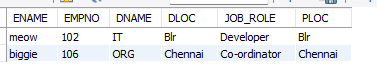 ENAME EMPNO DNAME DLOC JOB_ROLE PLOC
meow 102 IT Blr Developer Blr
biggie 106 ORG Chennai Co-ordinator Chennai